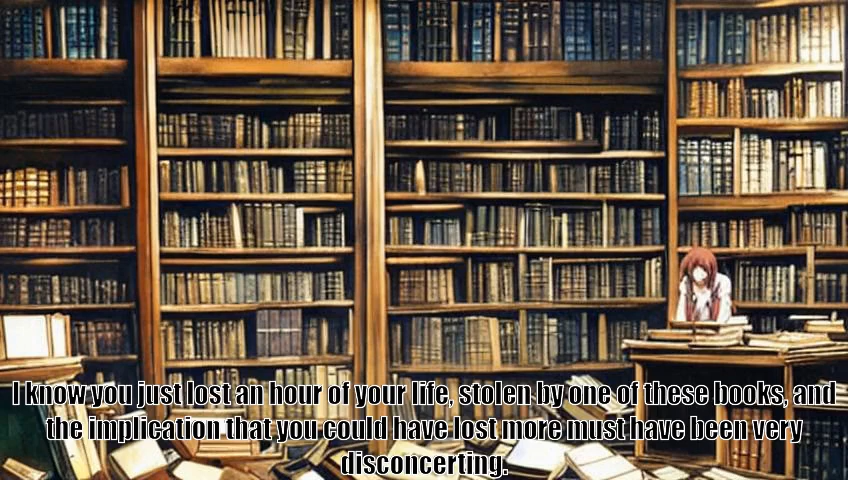 I know you just lost an hour of your life, stolen by one of these books, and
the implication that you could have lost more must have been very
disconcerting.